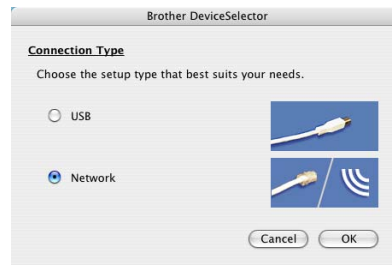 Brother DeviceSelector
Connection Type
Choose the setup type that best suits your needs.
USB
Network
Cancel
OK